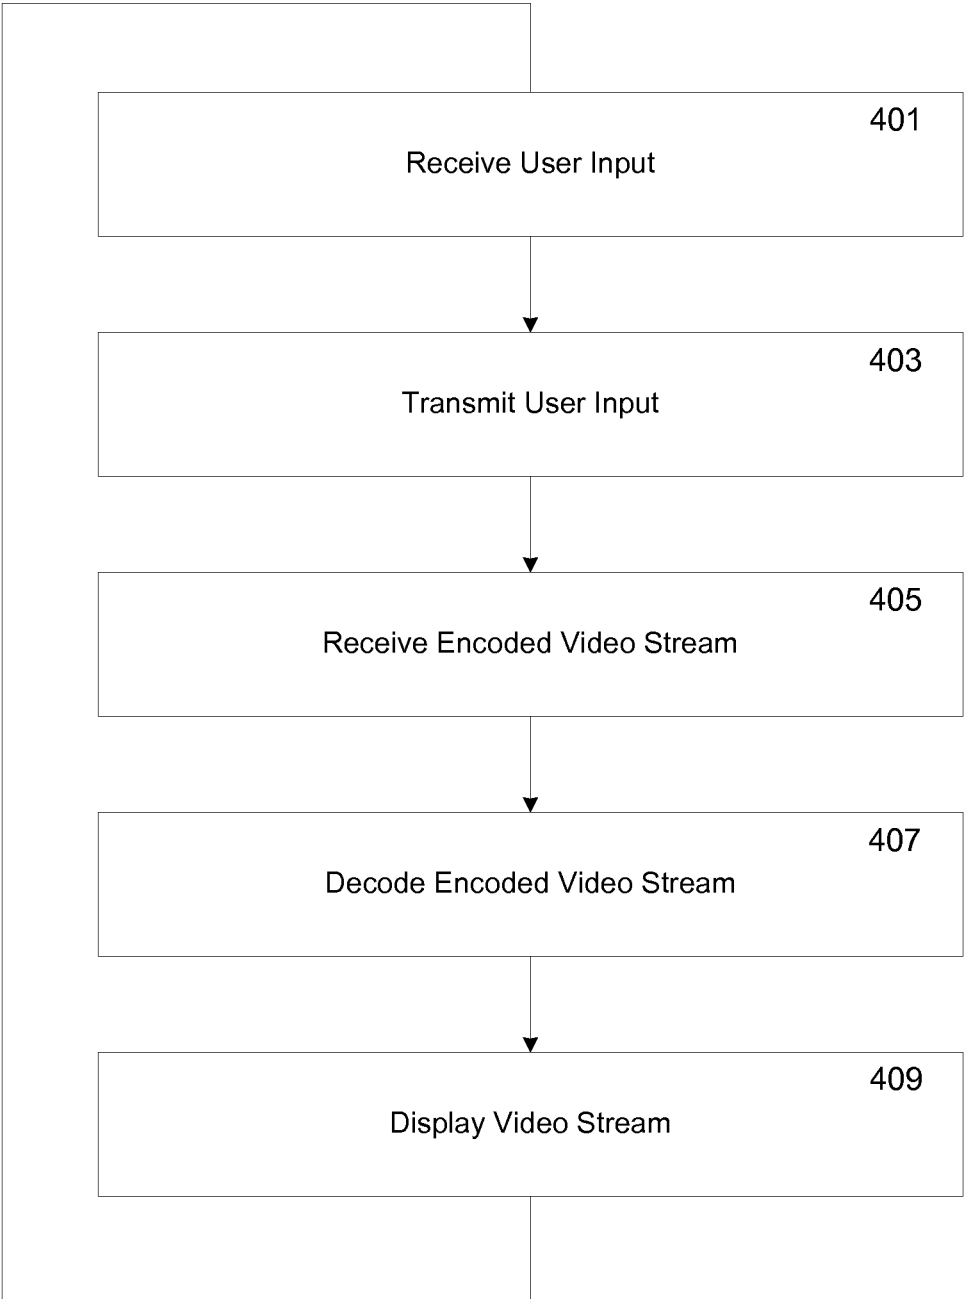 401
Receive User Input
403
Transmit User Input
405
Receive Encoded Video Stream
407
Decode Encoded Video Stream
409
Display Video Stream